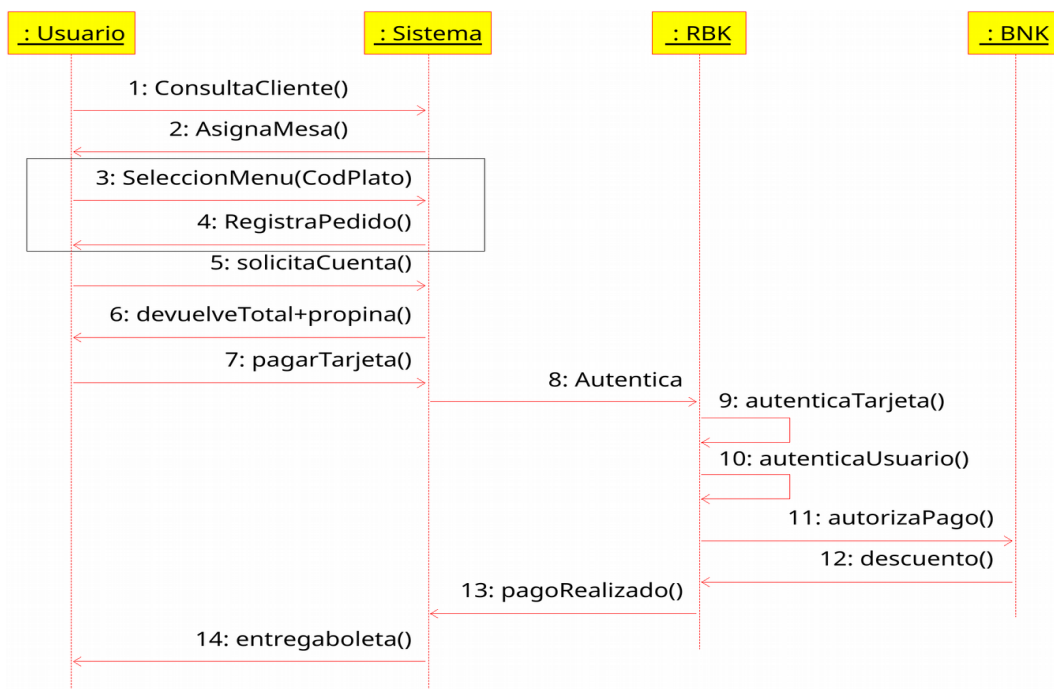 : Usuario
: Sistema
: RBK
: BNK
1: ConsultaCliente()
2: AsignaMesa()
3: SeleccionMenu(CodPlato)
4: RegistraPedido()
5: solicitaCuenta()
6: devuelveTotal+propina()
7: pagarTarjeta()
8: Autentica
9: autenticaTarjeta()
10: autenticaUsuario()
11: autorizaPago()
12: descuento()
13: pagoRealizado()
14: entregaboleta()